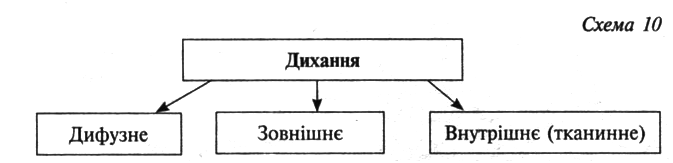 Схема 10
Дихання
Дифузне
Зовнішнє
Внутрішнє (тканинне)